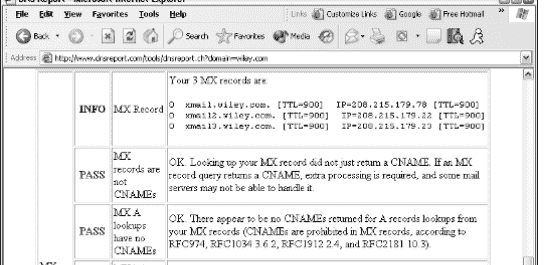 DNS Report - Microsoft Internet Explorer
File Edit View Favorites Tools Help
Links Customize Links Google Free Hotmail »
Back Search Favorites Media
Address http://www.dnsreport.com/tools/dnsreport.ch?domain=wiley.com
INFO
MX Record
Your 3 MX records are
0 xmail.wiley.com. [TTL=900] IP=208.215.179.78 [TTL=900]
0 xmail2.wiley.com. [TTL=900] IP=208.215.179.22 [TTL=900]
0 xmail3.wiley.com. [TTL=900] IP=208.215.179.23 [TTL=900]
PASS
MX
records are
not
CNAMEs
OK. Looking up your MX record did not just return a CNAME. If an MX
record query returns a CNAME, extra processing is required, and some mail
servers may not be able to handle it.
PASS
MX A
lookups
have no
CNAMEs
OK. There appear to be no CNAMEs returned for A records lookups from
your MX records (CNAMEs are prohibited in MX records, according to
RFC974, RFC1034 3.6.2, RFC1912 2.4, and RFC2181 10.3).
MX